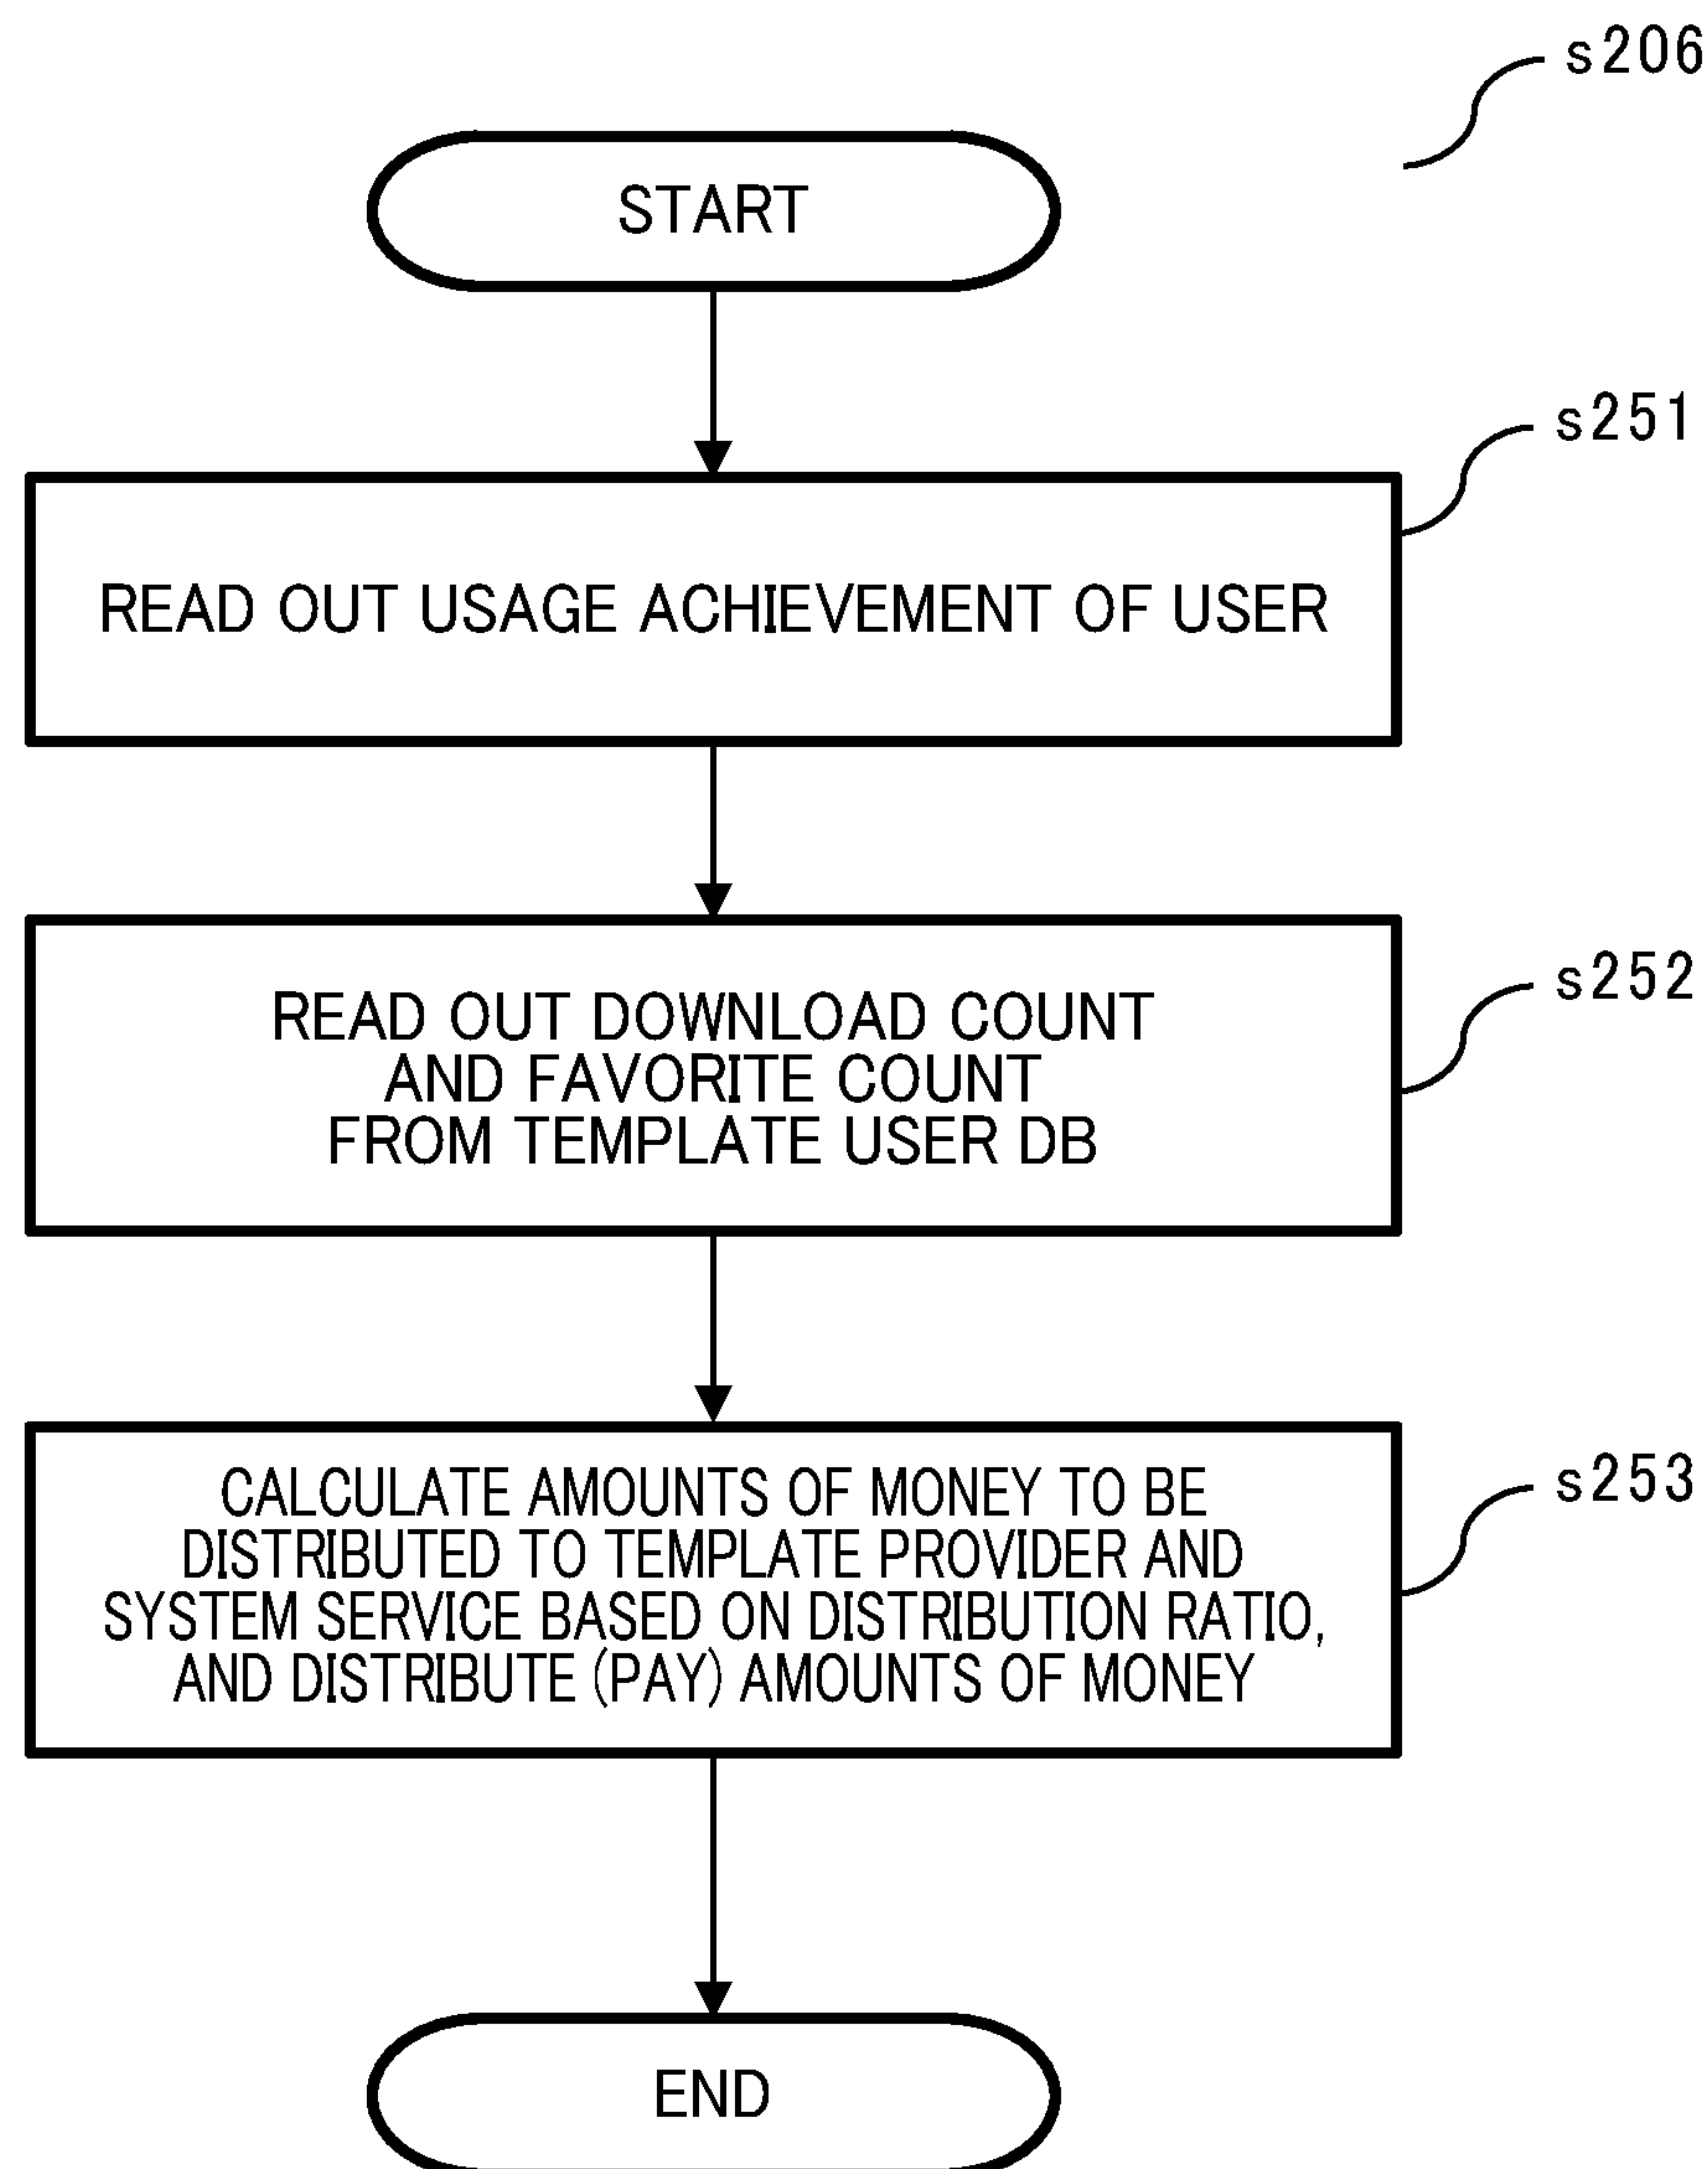 s206
START
s251
READ OUT USAGE ACHIEVEMENT OF USER
s252
READ OUT DOWNLOAD COUNT
AND FAVORITE COUNT
FROM TEMPLATE USER DB
s253
CALCULATE AMOUNTS OF MONEY TO BE
DISTRIBUTED TO TEMPLATE PROVIDER AND
SYSTEM SERVICE BASED ON DISTRIBUTION RATIO,
AND DISTRIBUTE (PAY) AMOUNTS OF MONEY
END